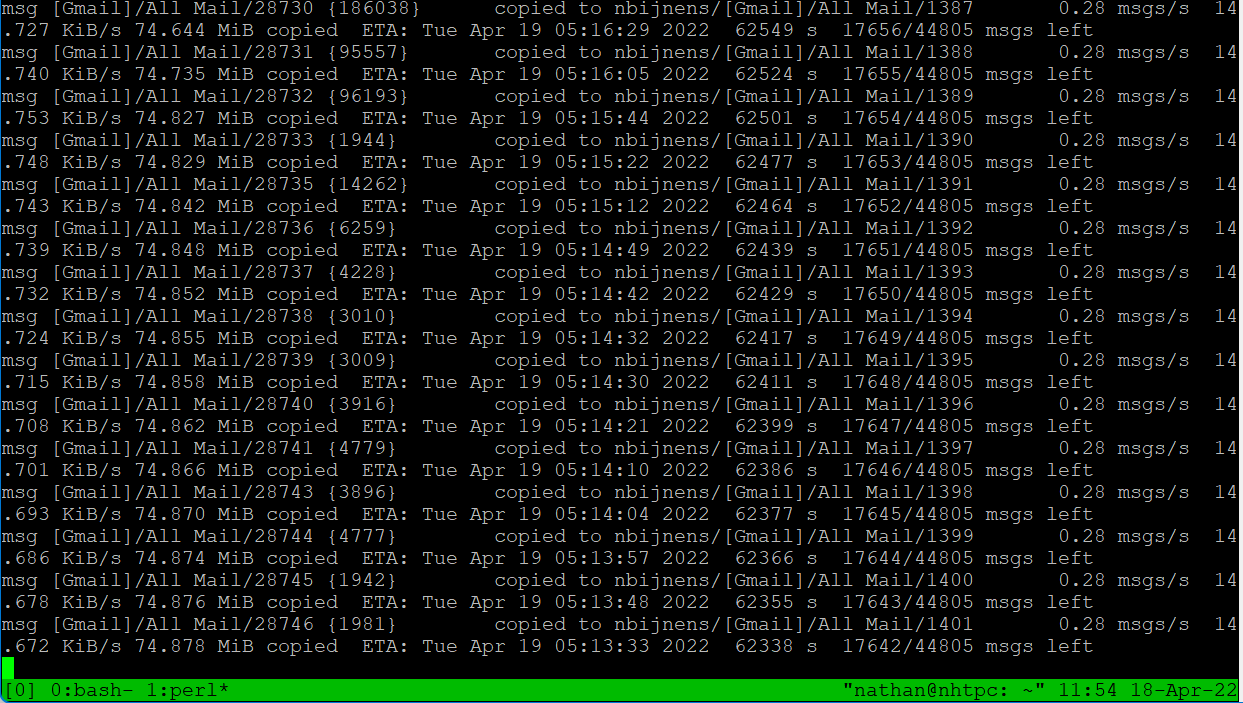 msg [Gmail]/All Mail/28730 {186038} copied to nbijnens/[Gmail]/All Mail/1387 0.28 msgs/s 14
.727 KiB/s 74.644 MiB copied ETA: Tue Apr 19 05:16:29 2022 62549 s 17656/44805 msgs left
msg [Gmail]/All Mail/28731 {95557} copied to nbijnens/[Gmail]/All Mail/1388 0.28 msgs/s 14
.740 KiB/s 74.735 MiB copied ETA: Tue Apr 19 05:16:05 2022 62524 s 17655/44805 msgs left
msg [Gmail]/All Mail/28732 {96193} copied to nbijnens/[Gmail]/All Mail/1389 0.28 msgs/s 14
.753 KiB/s 74.827 MiB copied ETA: Tue Apr 19 05:15:44 2022 62501 s 17654/44805 msgs left
msg [Gmail]/All Mail/28733 {1944} copied to nbijnens/[Gmail]/All Mail/1390 0.28 msgs/s 14
.748 KiB/s 74.829 MiB copied ETA: Tue Apr 19 05:15:22 2022 62477 s 17653/44805 msgs left
msg [Gmail]/All Mail/28735 {14262} copied to nbijnens/[Gmail]/All Mail/1391 0.28 msgs/s 14
.743 KiB/s 74.842 MiB copied ETA: Tue Apr 19 05:15:12 2022 62464 s 17652/44805 msgs left
msg [Gmail]/All Mail/28736 {6259} copied to nbijnens/[Gmail]/All Mail/1392 0.28 msgs/s 14
.739 KiB/s 74.848 MiB copied ETA: Tue Apr 19 05:14:49 2022 62439 s 17651/44805 msgs left
msg [Gmail]/All Mail/28737 {4228} copied to nbijnens/[Gmail]/All Mail/1393 0.28 msgs/s 14
.732 KiB/s 74.852 MiB copied ETA: Tue Apr 19 05:14:42 2022 62429 s 17650/44805 msgs left
msg [Gmail]/All Mail/28738 {3010} copied to nbijnens/[Gmail]/All Mail/1394 0.28 msgs/s 14
.724 KiB/s 74.855 MiB copied ETA: Tue Apr 19 05:14:32 2022 62417 s 17649/44805 msgs left
msg [Gmail]/All Mail/28739 {3009} copied to nbijnens/[Gmail]/All Mail/1395 0.28 msgs/s 14
.715 KiB/s 74.858 MiB copied ETA: Tue Apr 19 05:14:30 2022 62411 s 17648/44805 msgs left
msg [Gmail]/All Mail/28740 {3916} copied to nbijnens/[Gmail]/All Mail/1396 0.28 msgs/s 14
.708 KiB/s 74.862 MiB copied ETA: Tue Apr 19 05:14:21 2022 62399 s 17647/44805 msgs left
msg [Gmail]/All Mail/28741 {4779} copied to nbijnens/[Gmail]/All Mail/1397 0.28 msgs/s 14
.701 KiB/s 74.866 MiB copied ETA: Tue Apr 19 05:14:10 2022 62386 s 17646/44805 msgs left
msg [Gmail]/All Mail/28743 {3896} copied to nbijnens/[Gmail]/All Mail/1398 0.28 msgs/s 14
.693 KiB/s 74.870 MiB copied ETA: Tue Apr 19 05:14:04 2022 62377 s 17645/44805 msgs left
msg [Gmail]/All Mail/28744 {4777} copied to nbijnens/[Gmail]/All Mail/1399 0.28 msgs/s 14
.686 KiB/s 74.874 MiB copied ETA: Tue Apr 19 05:13:57 2022 62366 s 17644/44805 msgs left
msg [Gmail]/All Mail/28745 {1942} copied to nbijnens/[Gmail]/All Mail/1400 0.28 msgs/s 14
.678 KiB/s 74.876 MiB copied ETA: Tue Apr 19 05:13:48 2022 62355 s 17643/44805 msgs left
msg [Gmail]/All Mail/28746 {1981} copied to nbijnens/[Gmail]/All Mail/1401 0.28 msgs/s 14
.672 KiB/s 74.878 MiB copied ETA: Tue Apr 19 05:13:33 2022 62338 s 17642/44805 msgs left
[0] 0:bash- 1:perl* "nathan@nhtpc: ~" 11:54 18-Apr-22